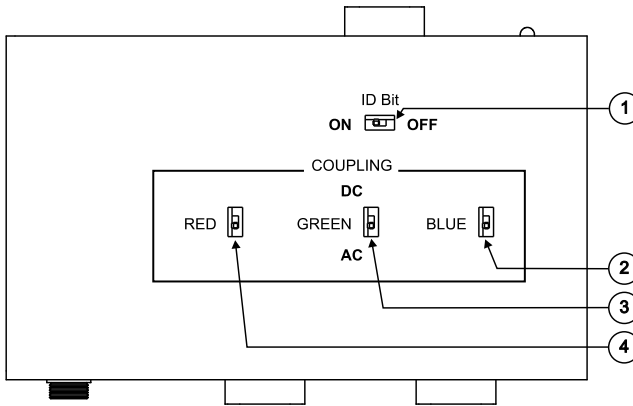 ID Bit
1
ON OFF
COUPLING
DC
RED GREEN BLUE
AC
2
3
4